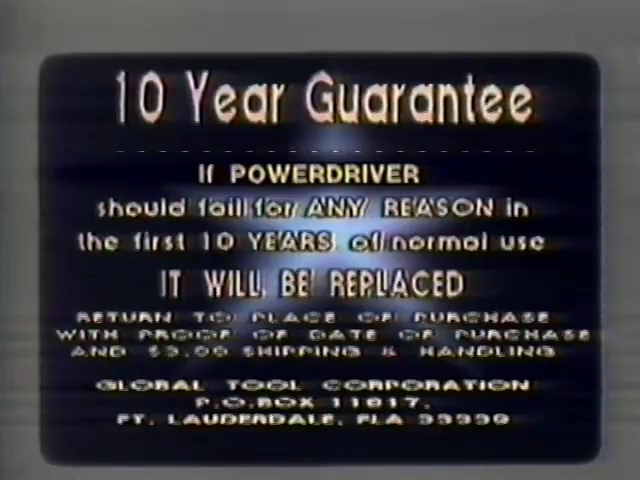 10 Year Guarantee
If POWERDRIVER
should fail for ANY REASON in
the first 10 YEARS of normal use
IT WILL BE REPLACED
RETURN TO PLACE OF PURCHASE
WITH PROOF OF DATE OF PURCHASE
AND $3.00 SHIPPING & HANDLING
GLOBAL TOOL CORPORATION
P.O.BOX 11817,
FT. LAUDERDALE, FLA